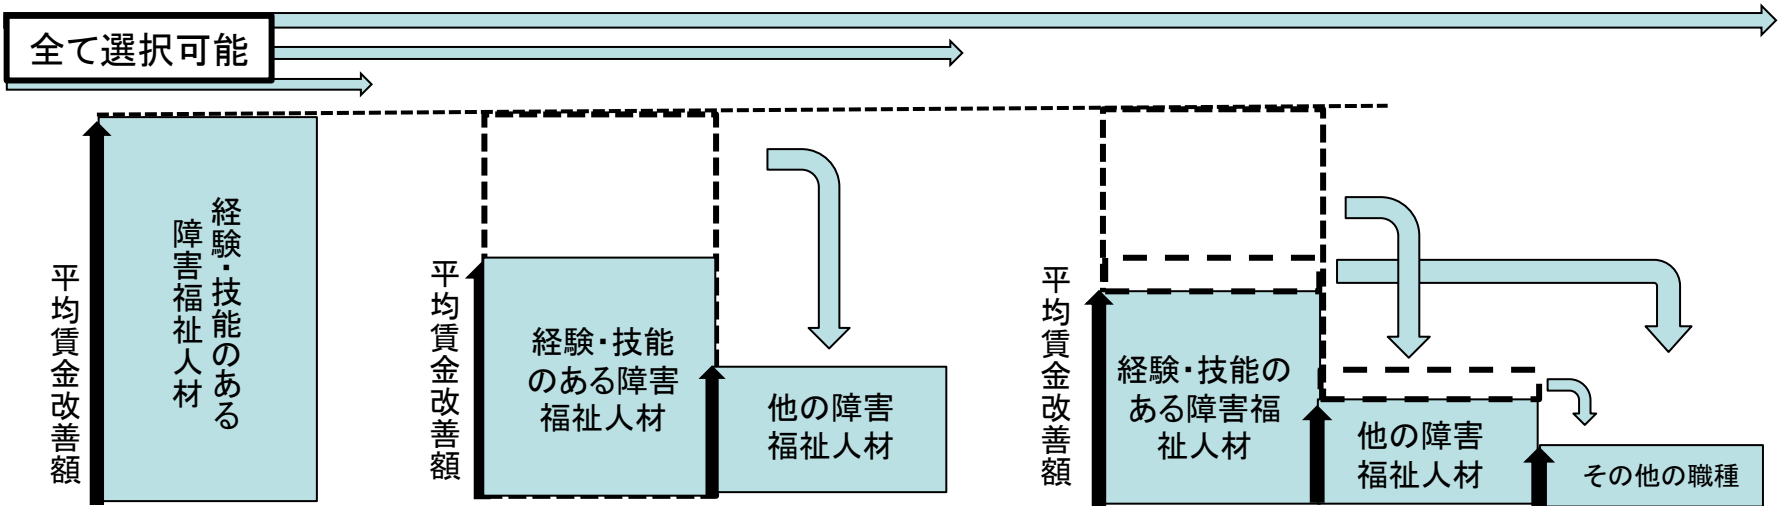 全て選択可能
平均賃金改善額
経験・技能のある
障害福祉人材
平均賃金改善額
経験・技能
のある障害
福祉人材
他の障害
福祉人材
平均賃金改善額
経験・技能の
ある障害福
祉人材
他の障害
福祉人材
その他の職種